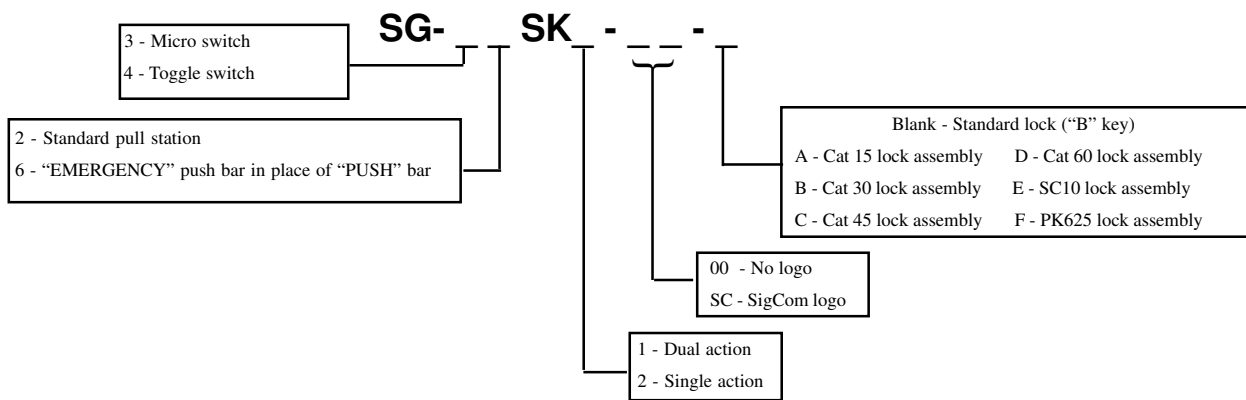 SG- _ _ SK _ - _ _ - _
3 - Micro switch
4 - Toggle switch
2 - Standard pull station
6 - “EMERGENCY” push bar in place of “PUSH” bar
Blank - Standard lock (“B” key)
A - Cat 15 lock assembly D - Cat 60 lock assembly
B - Cat 30 lock assembly E - SC10 lock assembly
C - Cat 45 lock assembly F - PK625 lock assembly
00 - No logo
SC - SigCom logo
1 - Dual action
2 - Single action